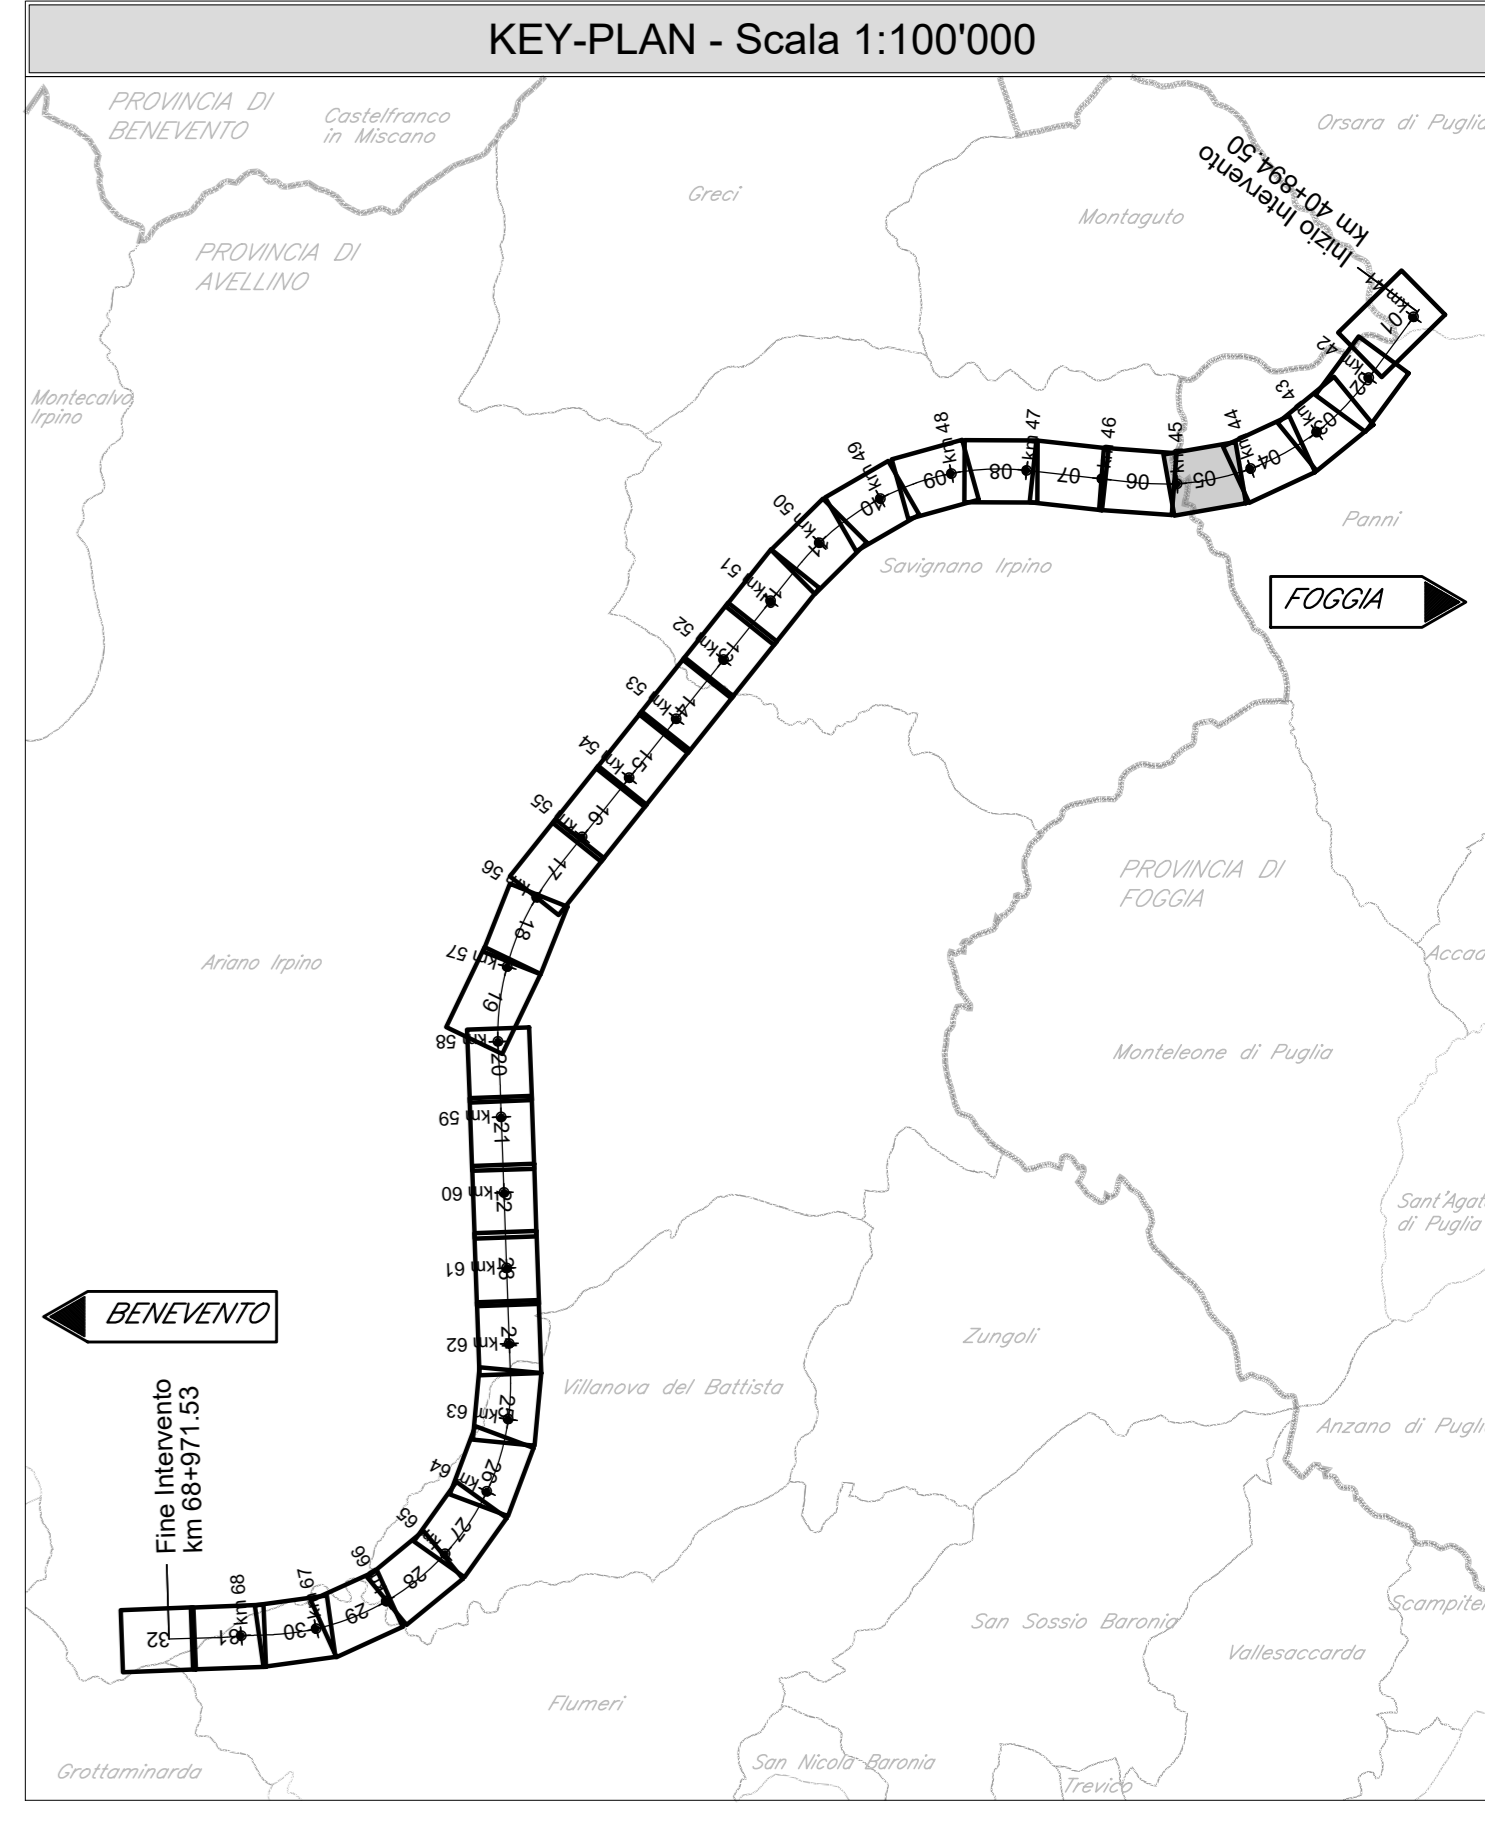 KEY-PLAN - Scala 1:100'000
PROVINCIA DI
BENEVENTO
Castelfranco
in Miscano
Orsara di Puglia
Greci
Montaguto
Inizio Intervento
km 40+894.50
PROVINCIA DI
AVELLINO
Montecalvo
Irpino
km 41
01
km 42
02
km 43
03
km 44
04
km 45
05
km 46
06
km 47
07
km 48
08
km 49
09
km 50
10
km 51
11
km 52
12
km 53
13
km 54
14
km 55
15
km 56
16
km 57
17
km 58
18
19
Panni
Savignano Irpino
FOGGIA
PROVINCIA DI
FOGGIA
Ariano Irpino
Accad
Monteleone di Puglia
20
km 59
21
km 60
22
km 61
23
km 62
24
km 63
25
km 64
26
km 65
27
km 66
28
km 67
29
km 68
30
31
32
Sant'Agat
di Puglia
BENEVENTO
Zungoli
Villanova del Battista
Anzano di Pugli
Fine Intervento
km 68+971.53
San Sossio Baronia
Scampite
Vallesaccarda
Flumeri
San Nicola Baronia
Trevico
Grottaminarda